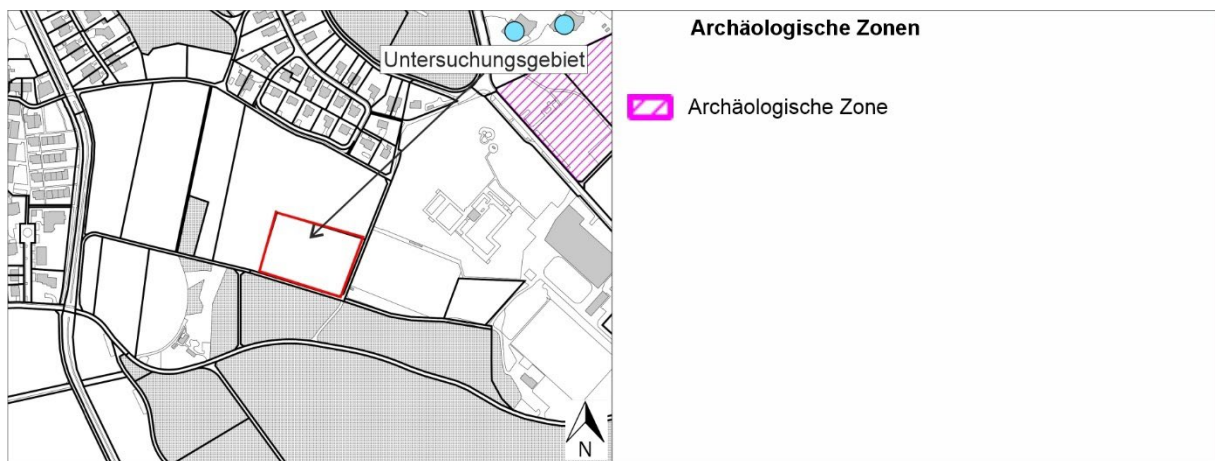 Untersuchungsgebiet
N
Archäologische Zonen
Archäologische Zone